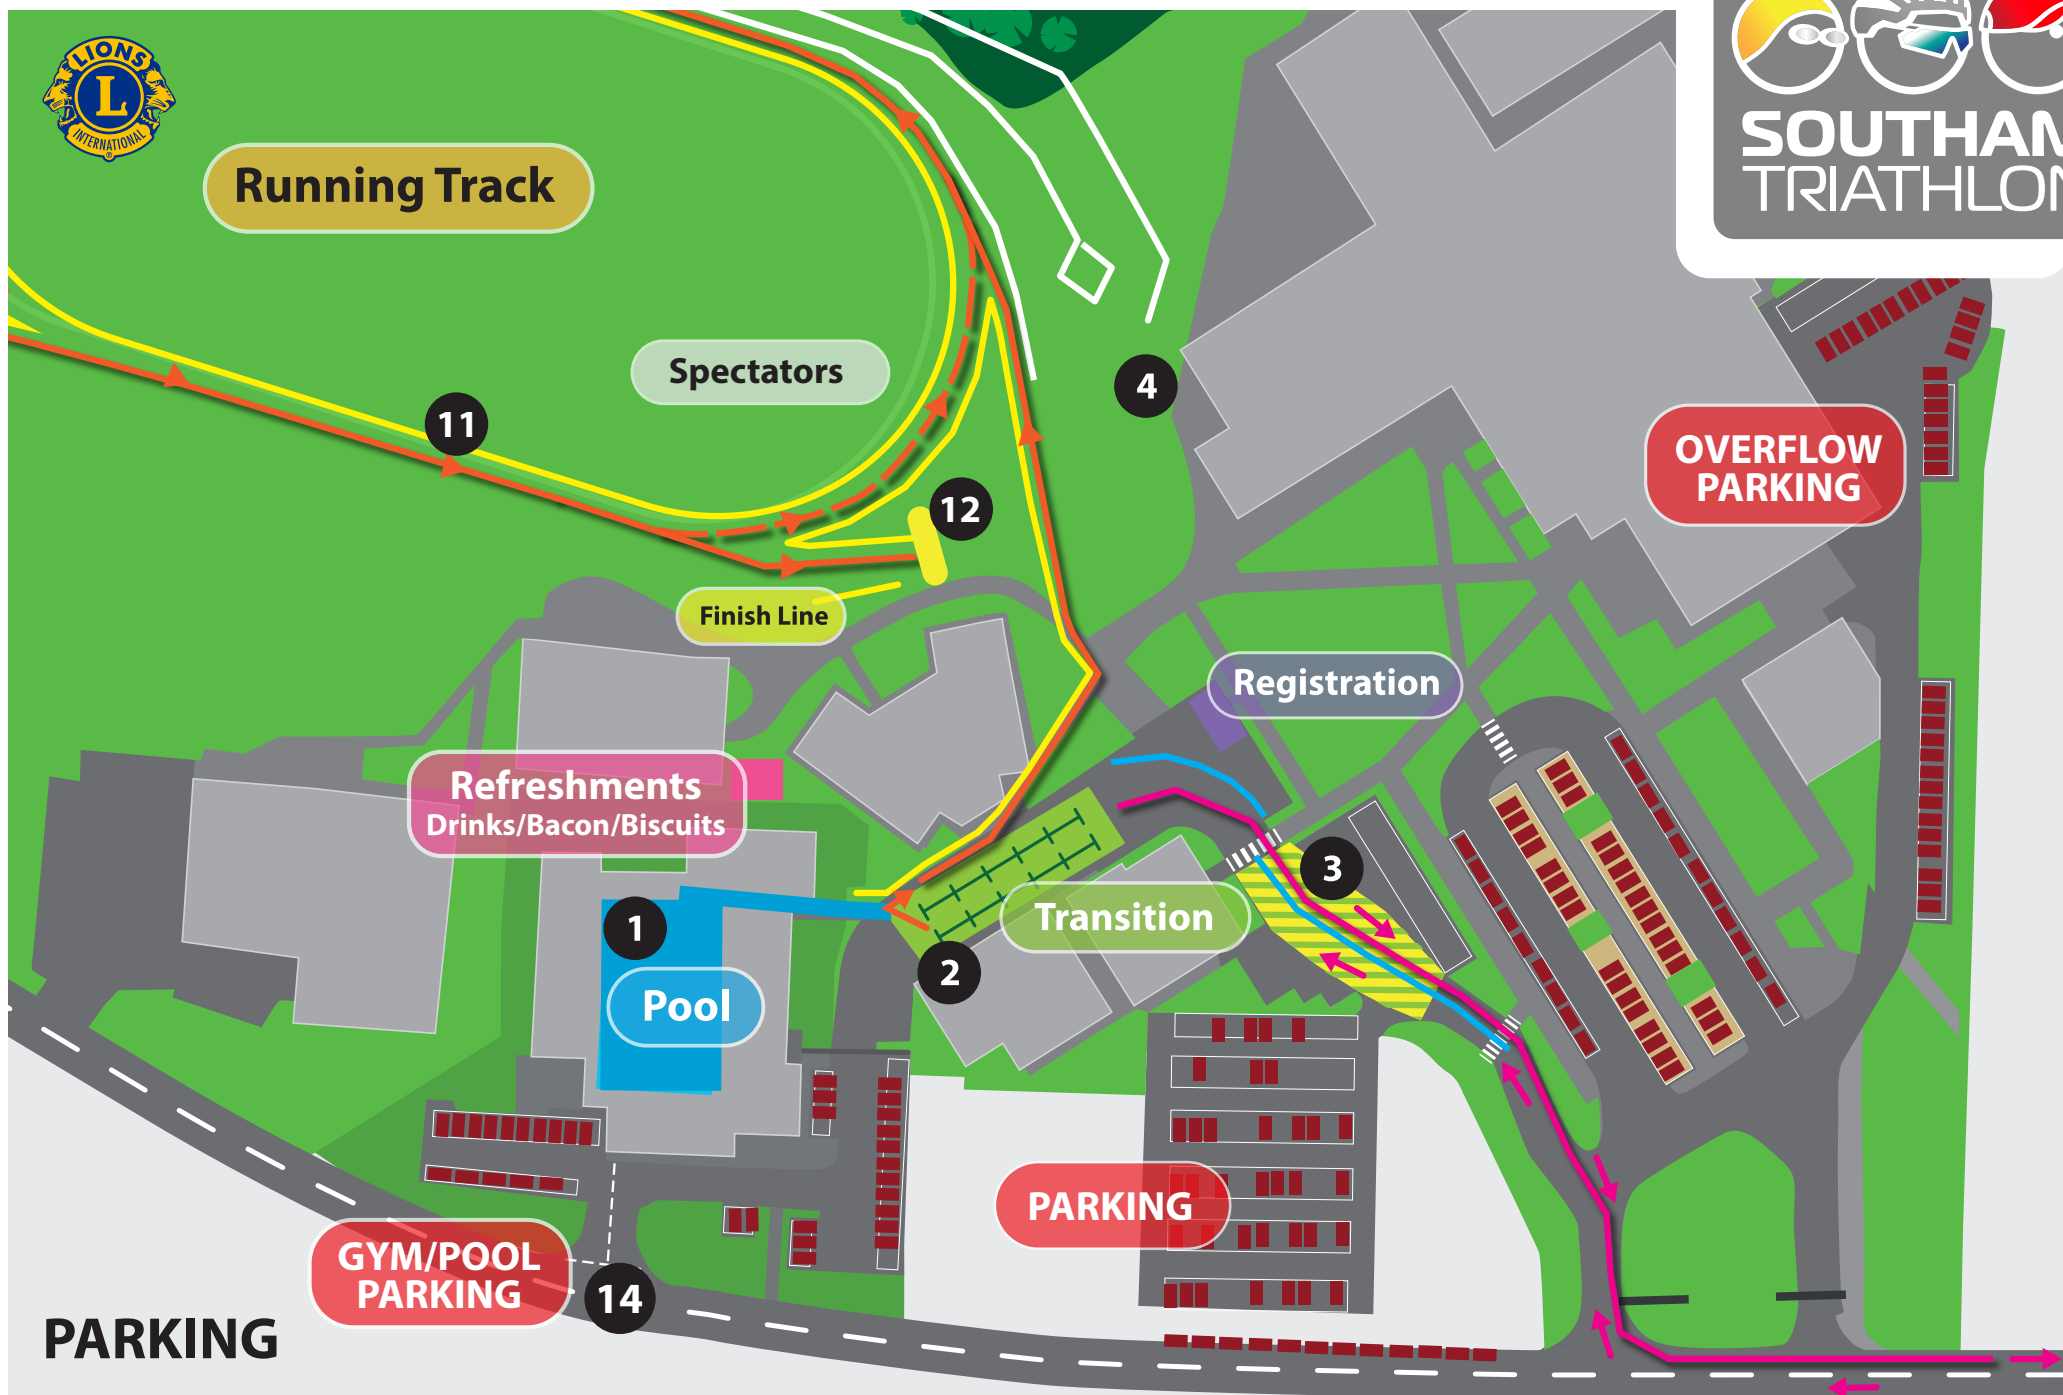 LIONS
L
INTERNATIONAL
®
SOUTHAM
TRIATHLON
Running Track
Spectators
4
11
OVERFLOW
PARKING
12
Finish Line
Registration
Refreshments
Drinks/Bacon/Biscuits
3
1
Transition
2
Pool
PARKING
GYM/POOL
PARKING
14
PARKING